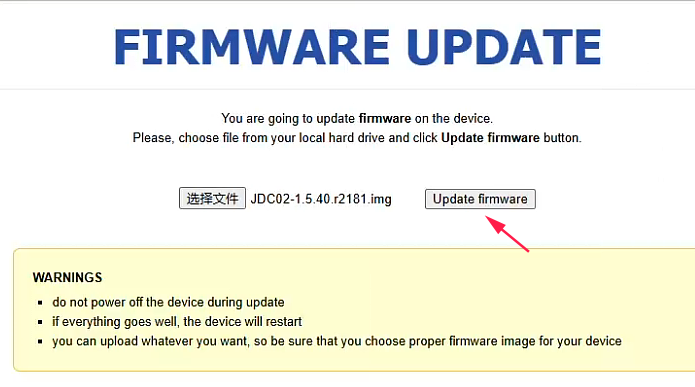 FIRMWARE UPDATE
You are going to update firmware on the device.
Please, choose file from your local hard drive and click Update firmware button.
选择文件 JDC02-1.5.40.r2181.img Update firmware
WARNINGS
do not power off the device during update
if everything goes well, the device will restart
you can upload whatever you want, so be sure that you choose proper firmware image for your device